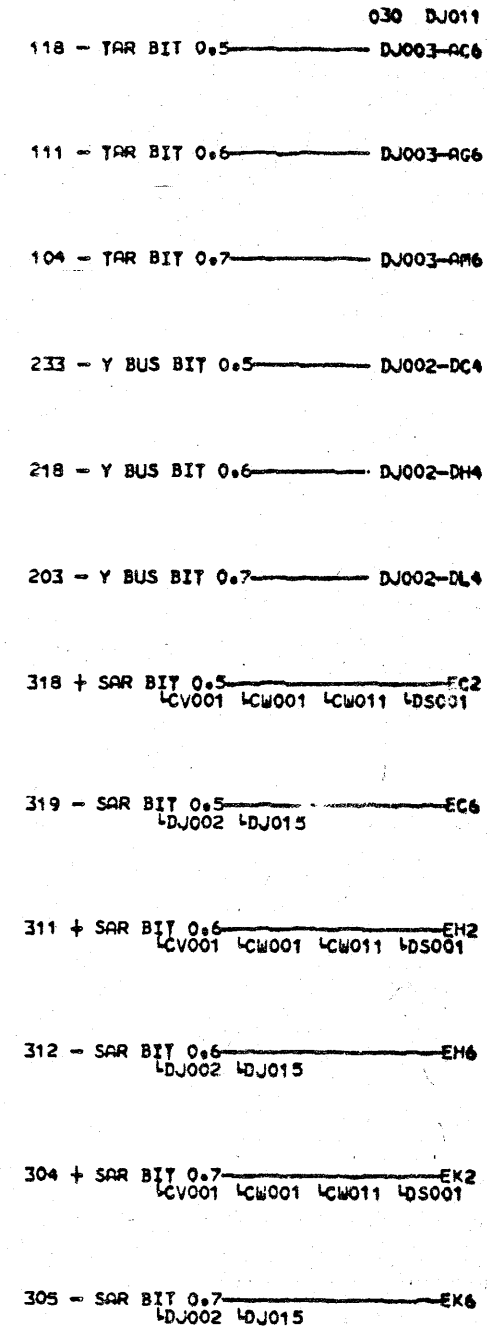 030 DJ011
118 - TAR BIT 0.5 DJ003-AC6
111 - TAR BIT 0.6 DJ003-AG6
104 - TAR BIT 0.7 DJ003-AM6
233 - Y BUS BIT 0.5 DJ002-DC4
218 - Y BUS BIT 0.6 DJ002-DH4
203 - Y BUS BIT 0.7 DJ002-DL4
318 + SAR BIT 0.5 EC2
CV001 CW001 CW011 DS001
319 - SAR BIT 0.5 EC6
DJ002 DJ015
311 + SAR BIT 0.6 EH2
CV001 CW001 CW011 DS001
312 - SAR BIT 0.6 EH6
DJ002 DJ015
304 + SAR BIT 0.7 EK2
CV001 CW001 CW011 DS001
305 - SAR BIT 0.7 EK6
DJ002 DJ015